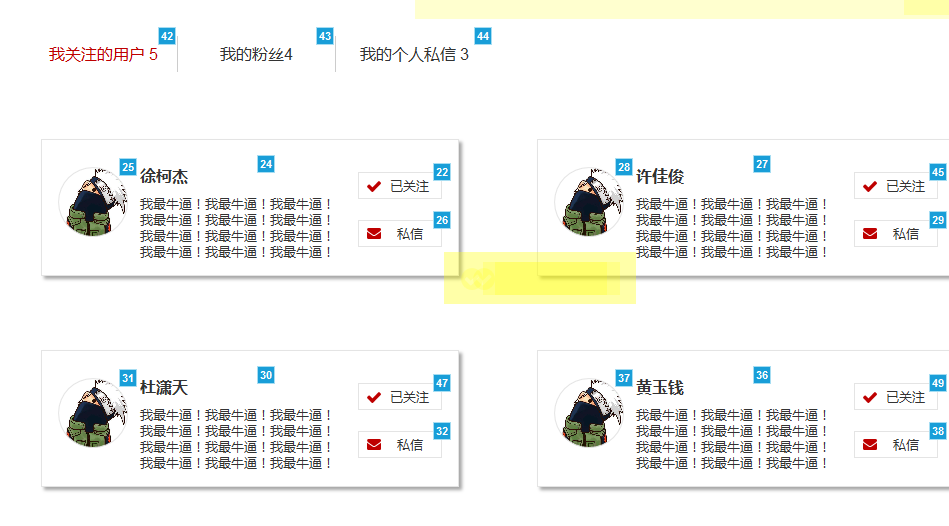 42 43 44
我关注的用户 5 我的粉丝4 我的个人私信 3
25 24 22 28 27 45
徐柯杰 已关注 许佳俊 已关注
我最牛逼！我最牛逼！我最牛逼！ 我最牛逼！我最牛逼！我最牛逼！
我最牛逼！我最牛逼！我最牛逼！ 26 我最牛逼！我最牛逼！我最牛逼！ 29
我最牛逼！我最牛逼！我最牛逼！ 私信 我最牛逼！我最牛逼！我最牛逼！ 私信
我最牛逼！我最牛逼！我最牛逼！ 我最牛逼！我最牛逼！我最牛逼！
31 30 47 37 36 49
杜潇天 已关注 黄玉钱 已关注
我最牛逼！我最牛逼！我最牛逼！ 我最牛逼！我最牛逼！我最牛逼！
我最牛逼！我最牛逼！我最牛逼！ 32 我最牛逼！我最牛逼！我最牛逼！ 38
我最牛逼！我最牛逼！我最牛逼！ 私信 我最牛逼！我最牛逼！我最牛逼！ 私信
我最牛逼！我最牛逼！我最牛逼！ 我最牛逼！我最牛逼！我最牛逼！